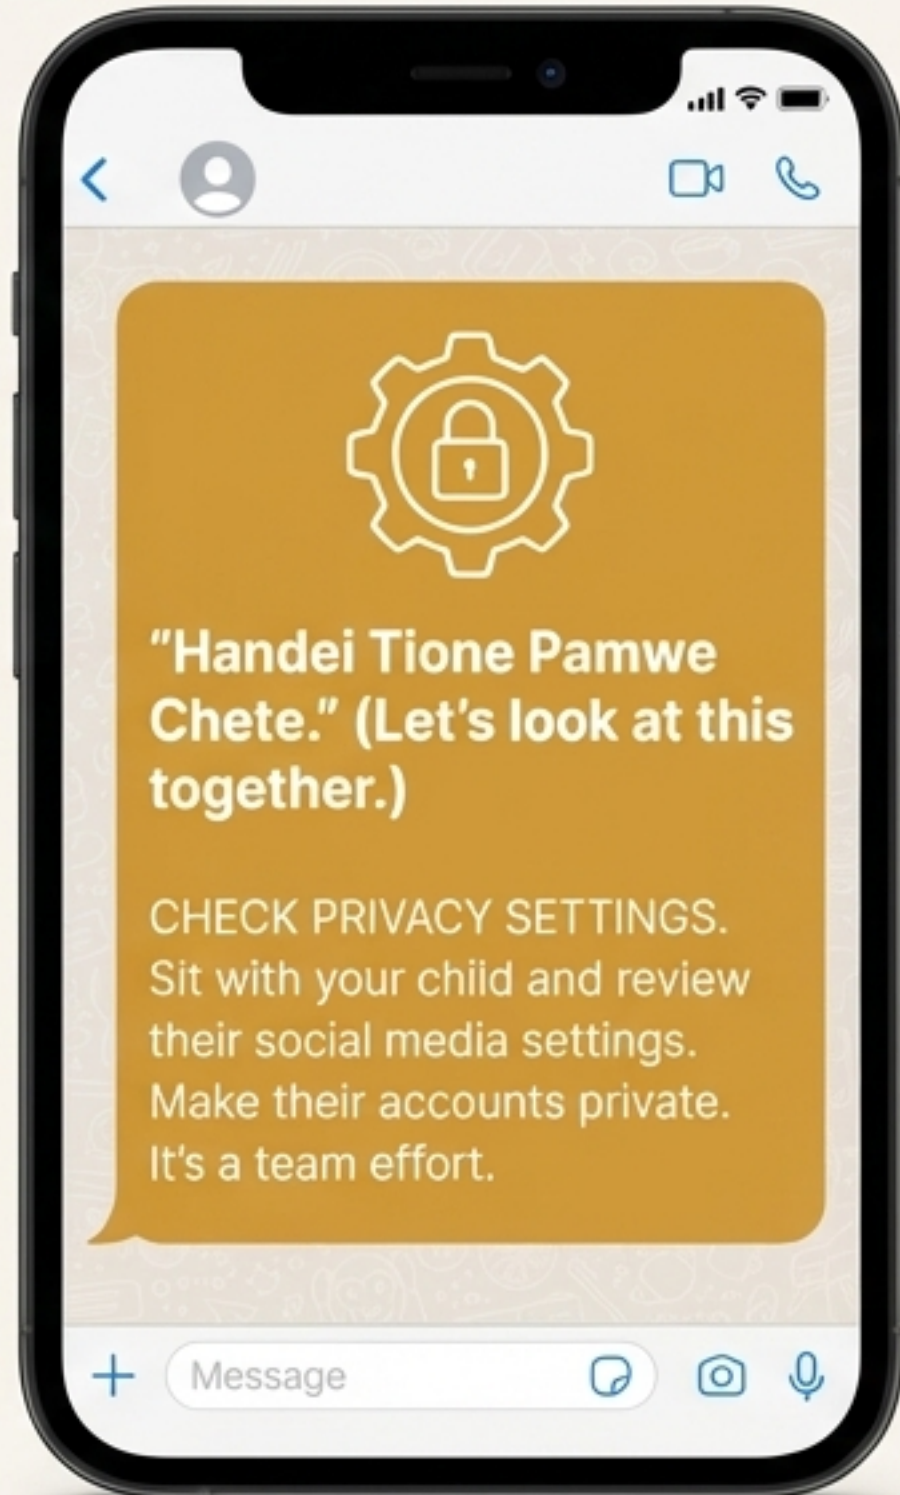 "Handei Tione Pamwe
Chete." (Let's look at this
together.)
CHECK PRIVACY SETTINGS.
Sit with your child and review
their social media settings.
Make their accounts private.
It's a team effort.
Message